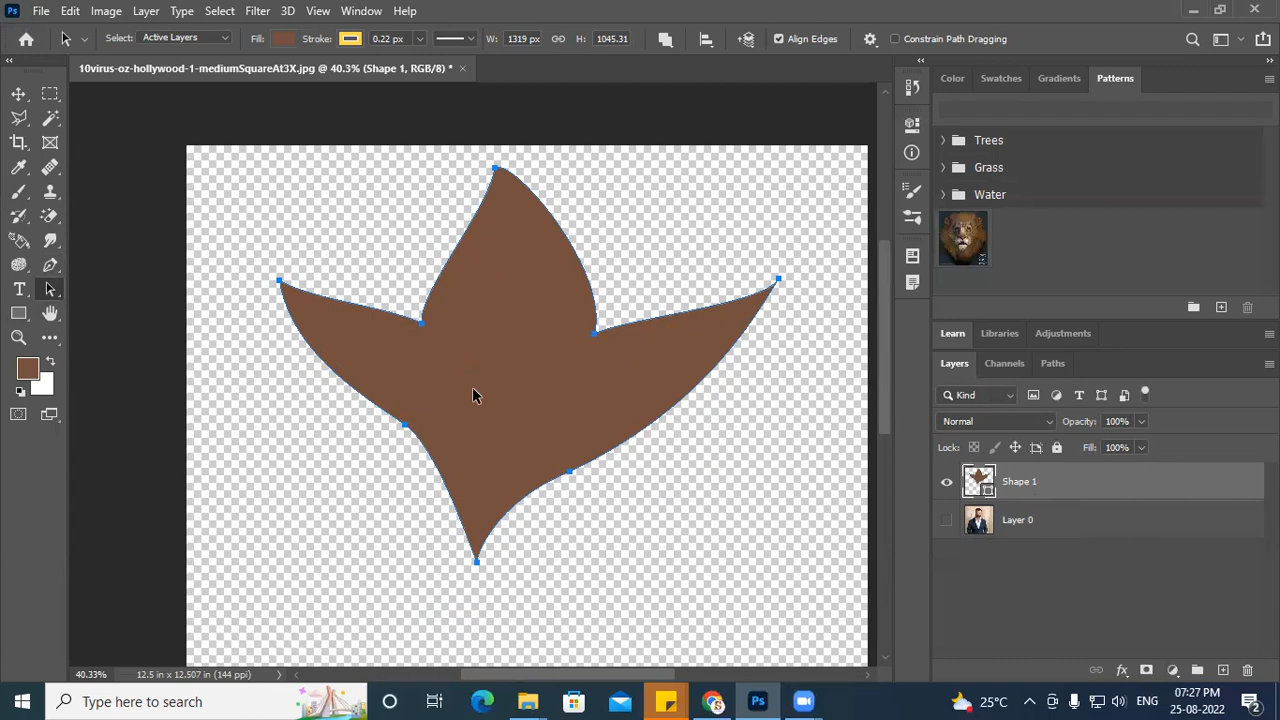 Ps File Edit Image Layer Type Select Filter 3D View Window Help
Select: Active Layers Fill: Stroke: 0.22 px W: 1319 px H: 1045.31 Align Edges Constrain Path Dragging
10virus-oz-hollywood-1-mediumSquareAt3X.jpg @ 40.3% (Shape 1, RGB/8) *
Color Swatches Gradients Patterns
Trees
Grass
Water
Learn Libraries Adjustments
Layers Channels Paths
Kind
Normal Opacity: 100%
Lock: Fill: 100%
Shape 1
Layer 0
40.33% 12.5 in x 12.507 in (144 ppi)
Type here to search
Ps
25°C ENG 07:27 PM
25-08-2022
2